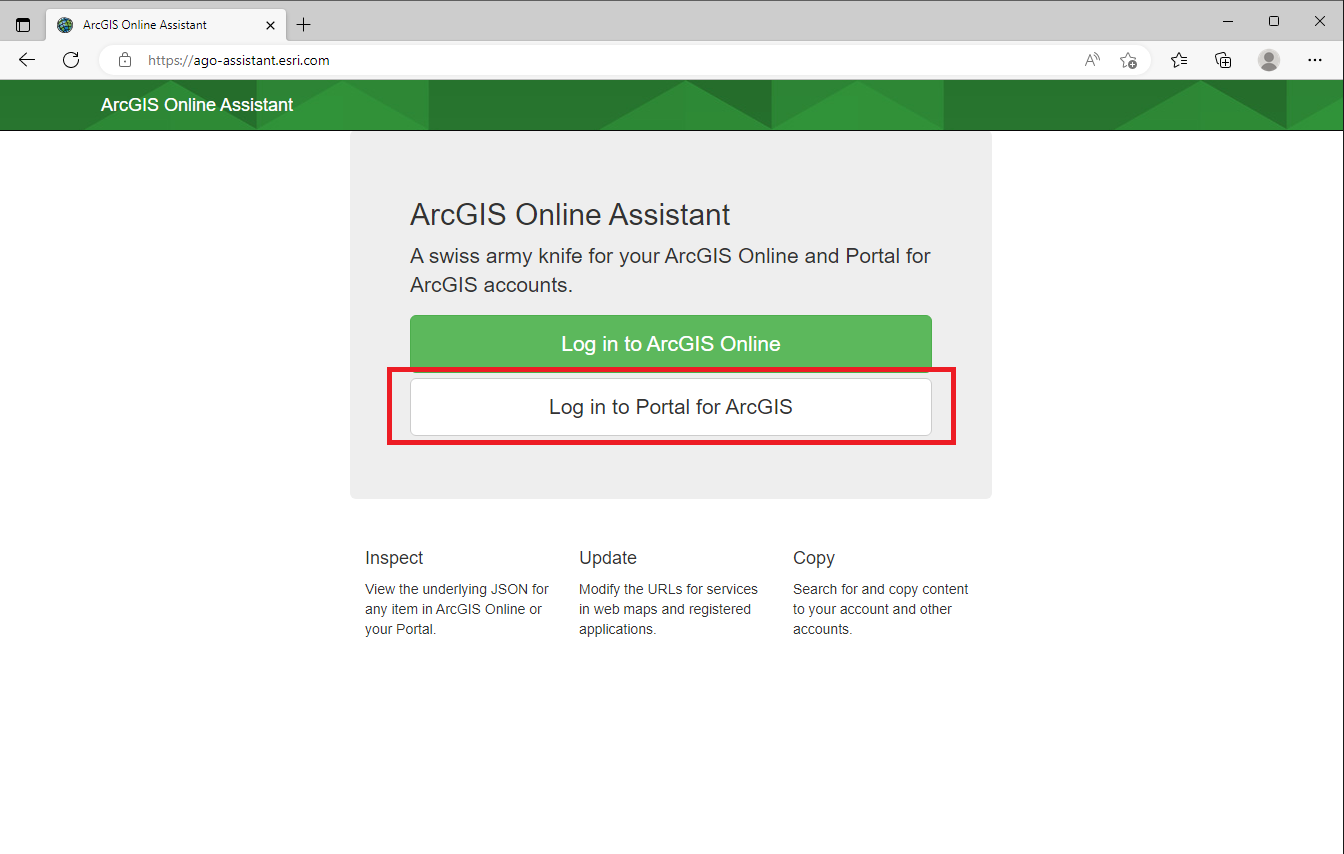 ArcGIS Online Assistant
https://ago-assistant.esri.com
ArcGIS Online Assistant
ArcGIS Online Assistant
A swiss army knife for your ArcGIS Online and Portal for
ArcGIS accounts.
Log in to ArcGIS Online
Log in to Portal for ArcGIS
Inspect
View the underlying JSON for
any item in ArcGIS Online or
your Portal.
Update
Modify the URLs for services
in web maps and registered
applications.
Copy
Search for and copy content
to your account and other
accounts.